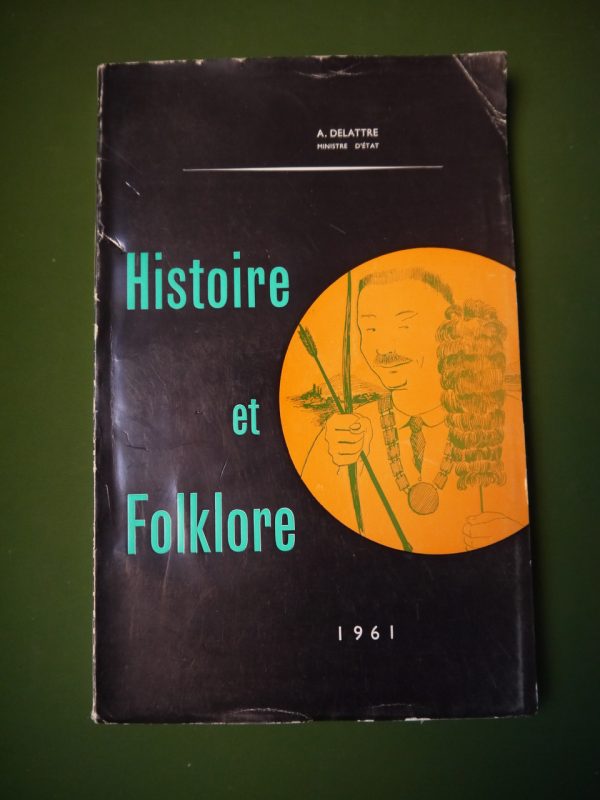 A. DELATTRE
MINISTRE D'ÉTAT
Histoire
et
Folklore
1961